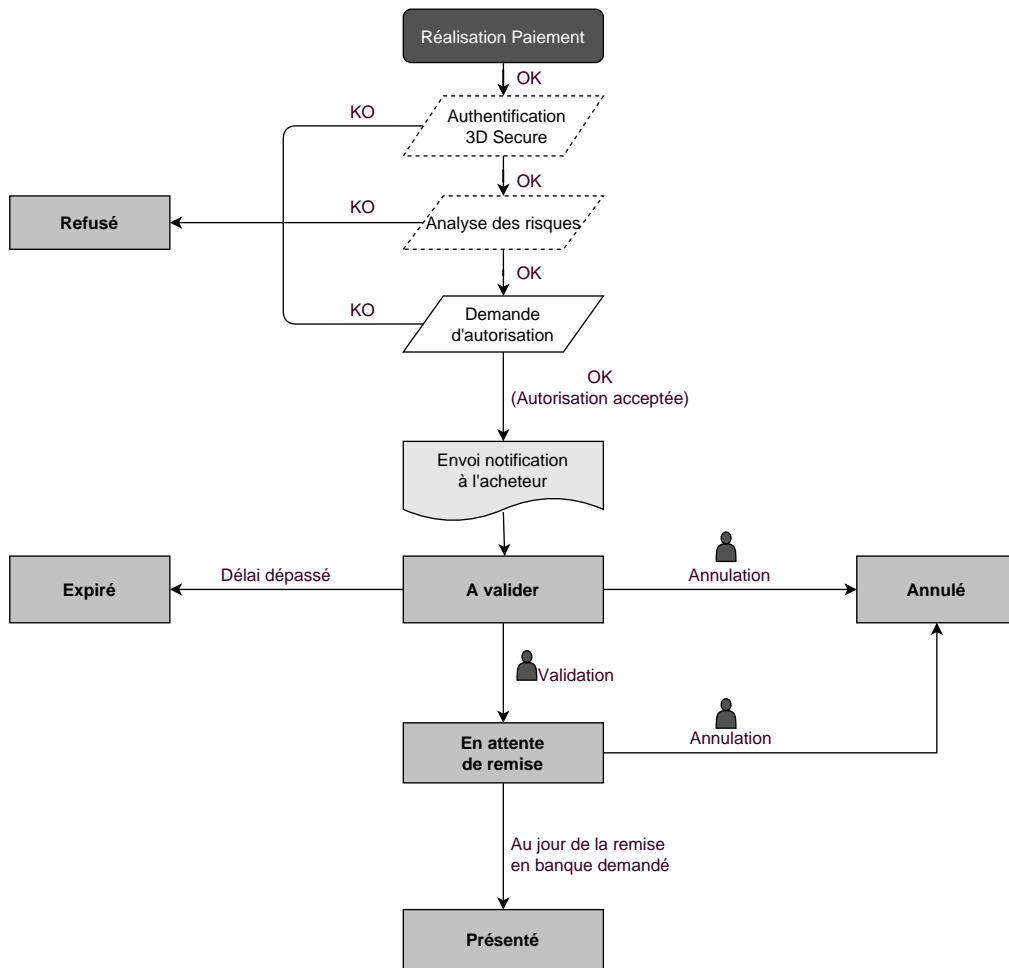 Réalisation Paiement
OK
KO
Authentification
3D Secure
OK
Refusé
KO
Analyse des risques
OK
KO
Demande
d'autorisation
OK
(Autorisation acceptée)
Envoi notification
à l'acheteur
Expiré
Délai dépassé
A valider
Annulation
Annulé
Validation
En attente
de remise
Annulation
Au jour de la remise
en banque demandé
Présenté